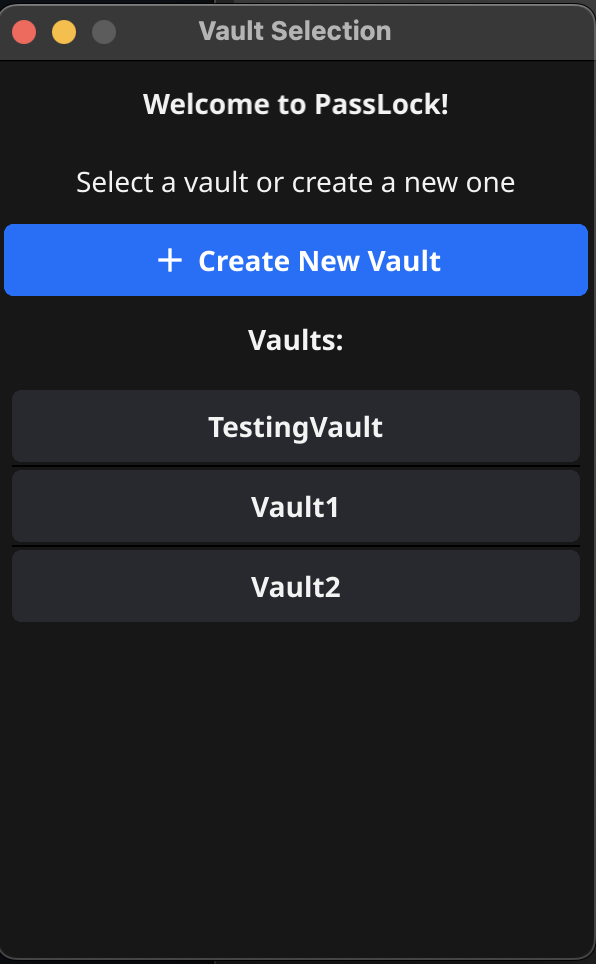 Vault Selection
Welcome to PassLock!
Select a vault or create a new one
+ Create New Vault
Vaults:
TestingVault
Vault1
Vault2